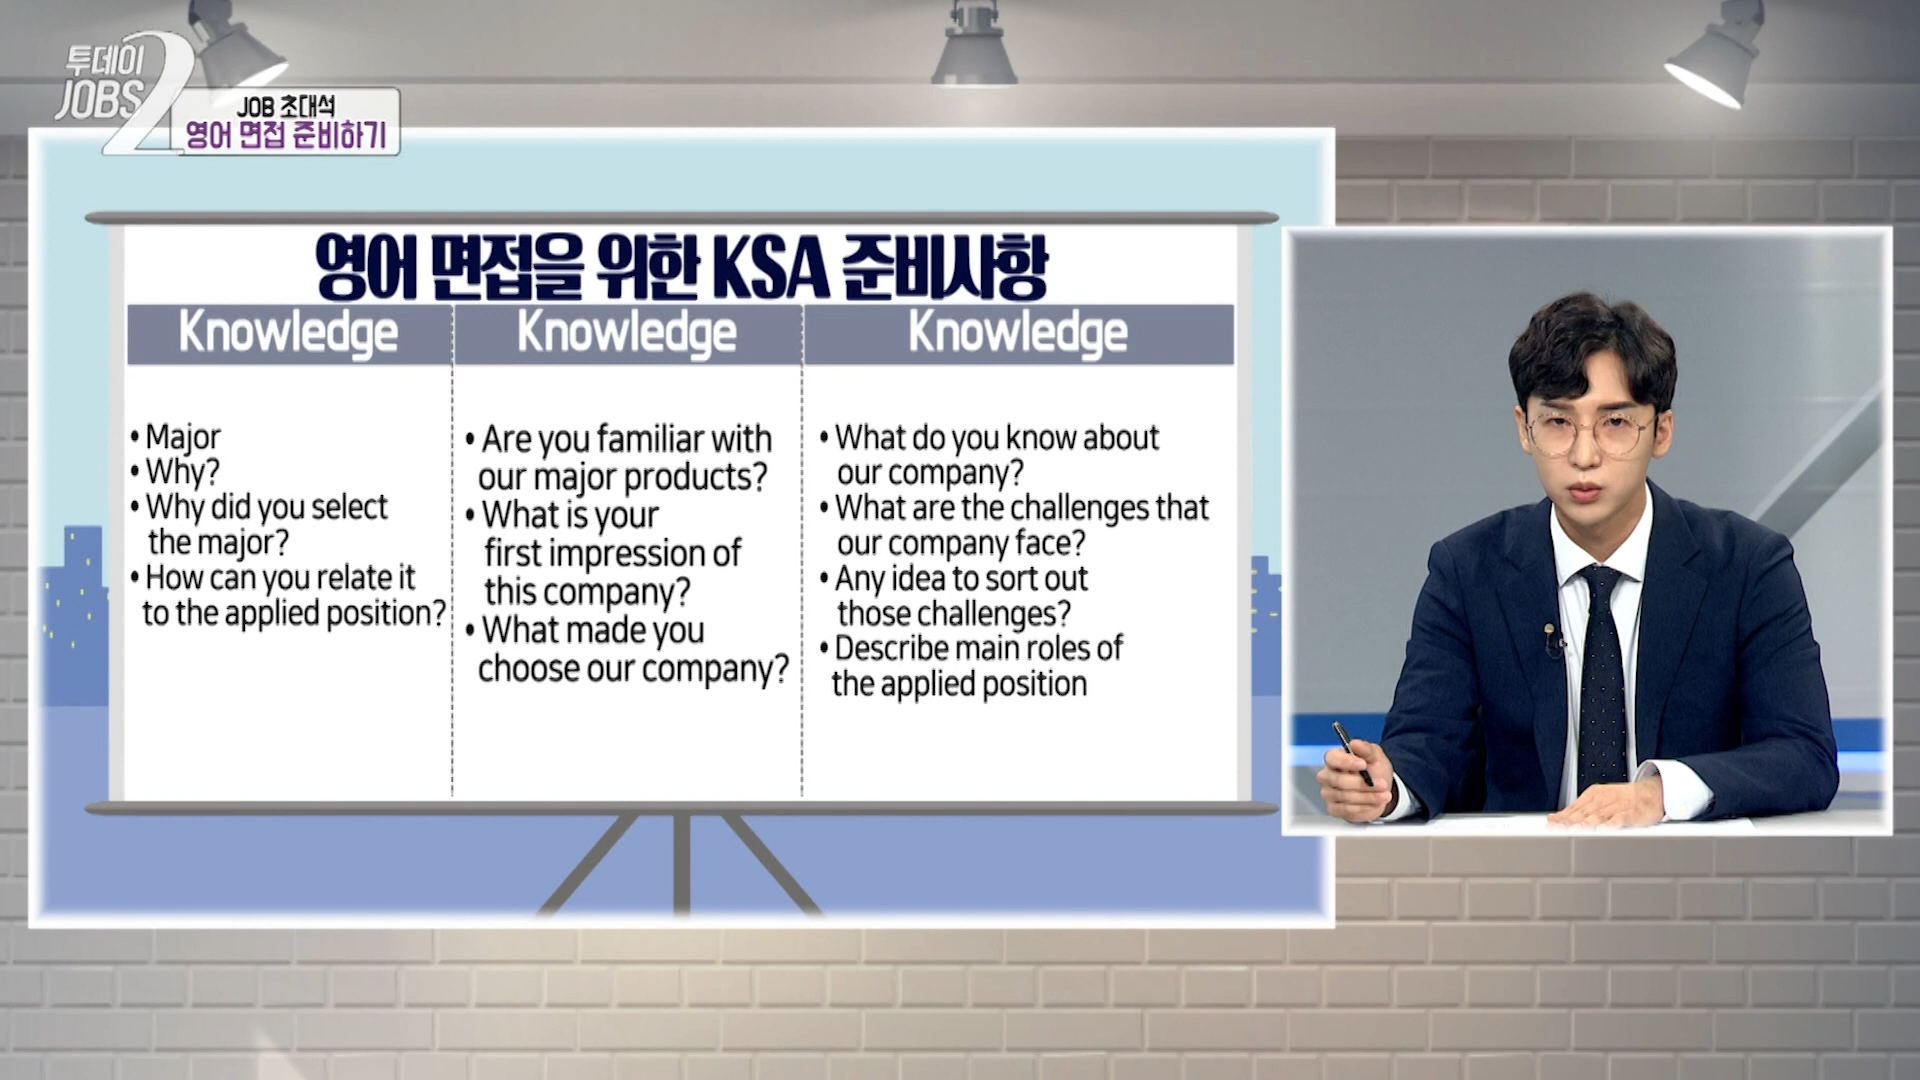 투데이
JOBS 2
JOB 초대석
영어 면접 준비하기
영어 면접을 위한 KSA 준비사항
Knowledge
• Major
• Why?
• Why did you select
the major?
• How can you relate it
to the applied position?
Knowledge
• Are you familiar with
our major products?
• What is your
first impression of
this company?
• What made you
choose our company?
Knowledge
• What do you know about
our company?
• What are the challenges that
our company face?
• Any idea to sort out
those challenges?
• Describe main roles of
the applied position